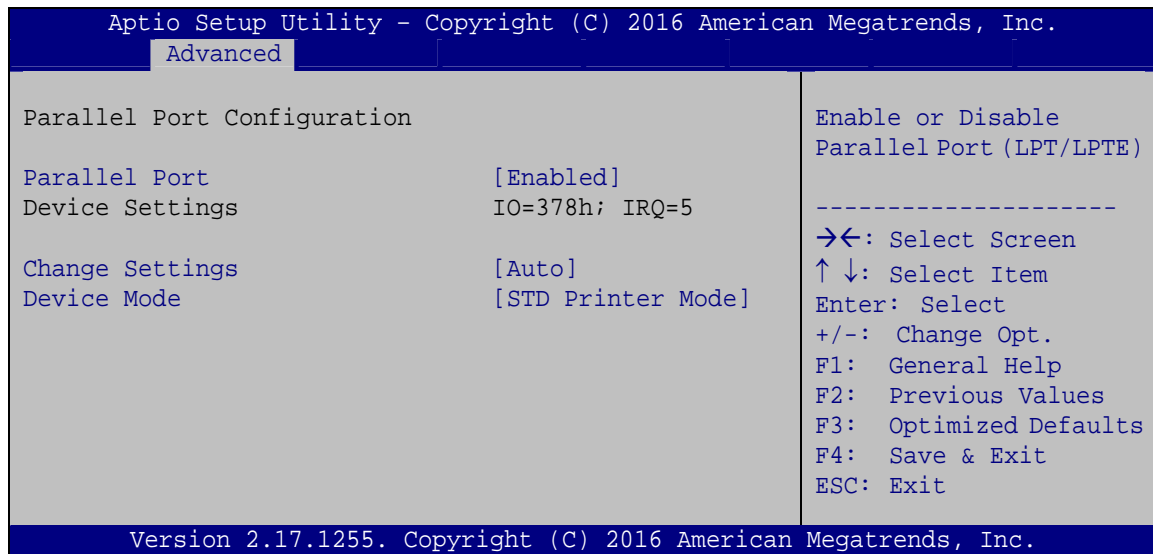 Aptio Setup Utility – Copyright (C) 2016 American Megatrends, Inc.
Advanced
Parallel Port Configuration
Parallel Port [Enabled]
Device Settings IO=378h; IRQ=5
Change Settings [Auto]
Device Mode [STD Printer Mode]
Enable or Disable
Parallel Port (LPT/LPTE)
---------------------
→←: Select Screen
↑ ↓: Select Item
Enter: Select
+/-: Change Opt.
F1: General Help
F2: Previous Values
F3: Optimized Defaults
F4: Save & Exit
ESC: Exit
Version 2.17.1255. Copyright (C) 2016 American Megatrends, Inc.